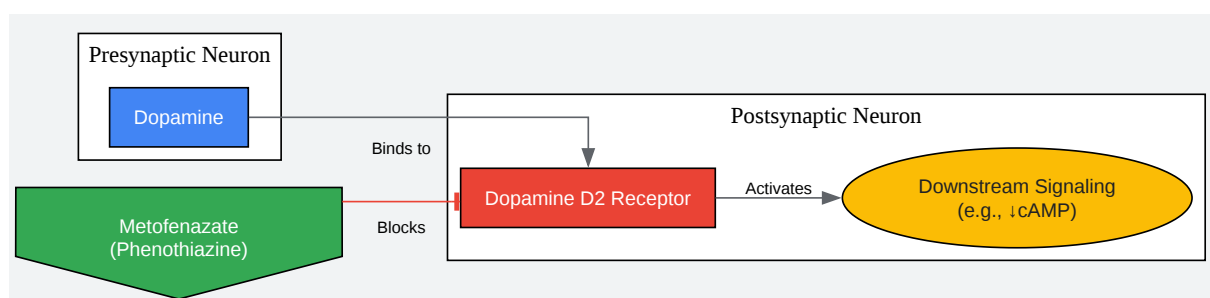 Presynaptic Neuron
Dopamine
Binds to
Postsynaptic Neuron
Dopamine D2 Receptor
Activates
Downstream Signaling
(e.g., ↓cAMP)
Metofenazate
(Phenothiazine)
Blocks